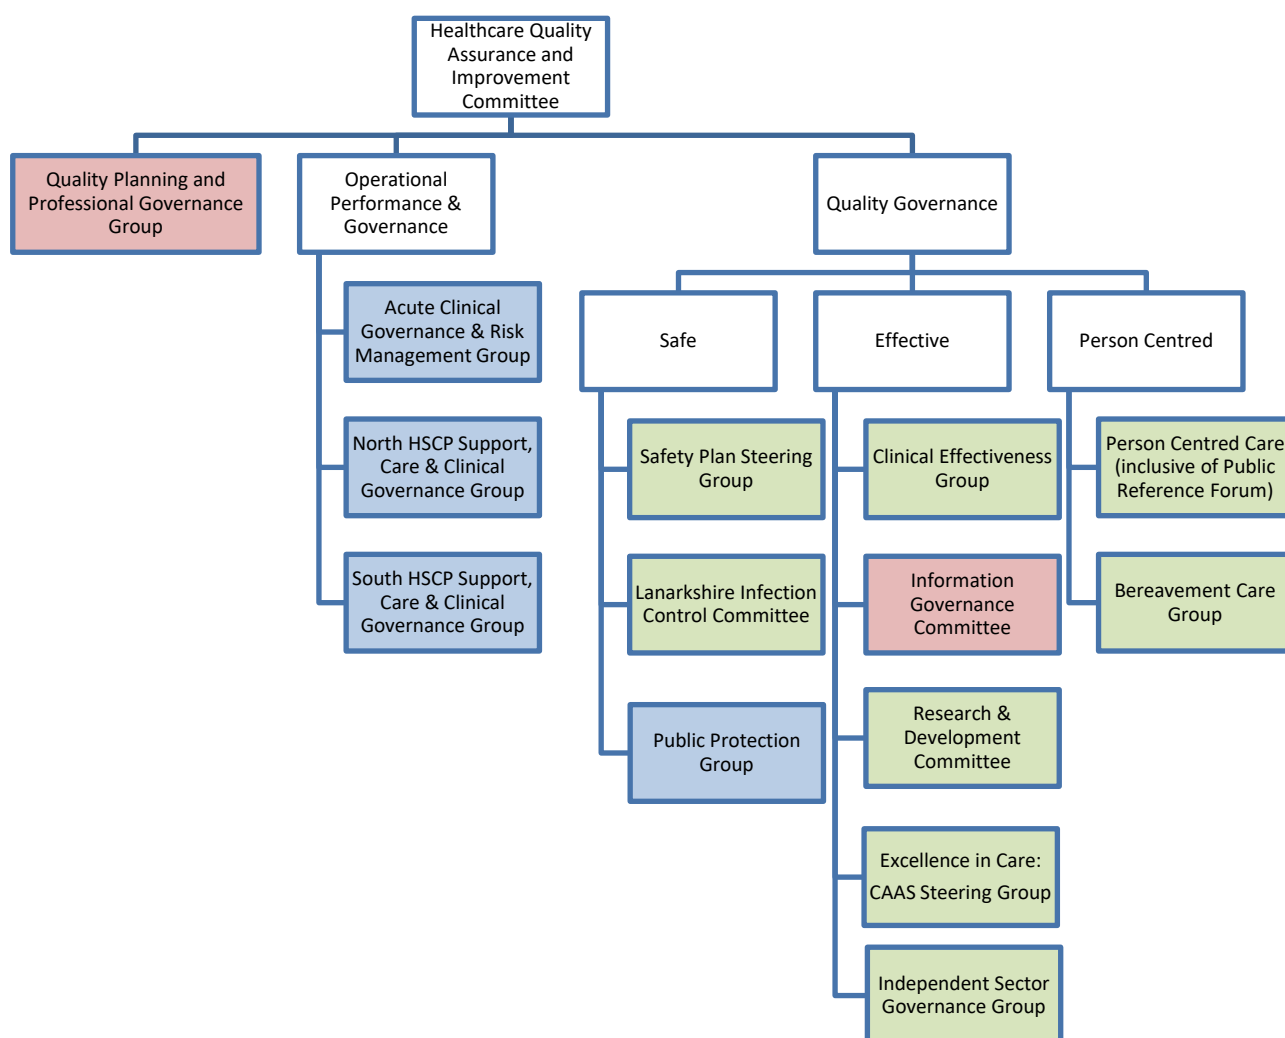 Healthcare Quality
Assurance and
Improvement
Committee
Quality Planning and
Professional Governance
Group
Operational
Performance &
Governance
Quality Governance
Acute Clinical
Governance & Risk
Management Group
North HSCP Support,
Care & Clinical
Governance Group
South HSCP Support,
Care & Clinical
Governance Group
Safe
Effective
Person Centred
Safety Plan Steering
Group
Lanarkshire Infection
Control Committee
Public Protection
Group
Clinical Effectiveness
Group
Information
Governance
Committee
Research &
Development
Committee
Excellence in Care:
CAAS Steering Group
Independent Sector
Governance Group
Person Centred Care
(inclusive of Public
Reference Forum)
Bereavement Care
Group